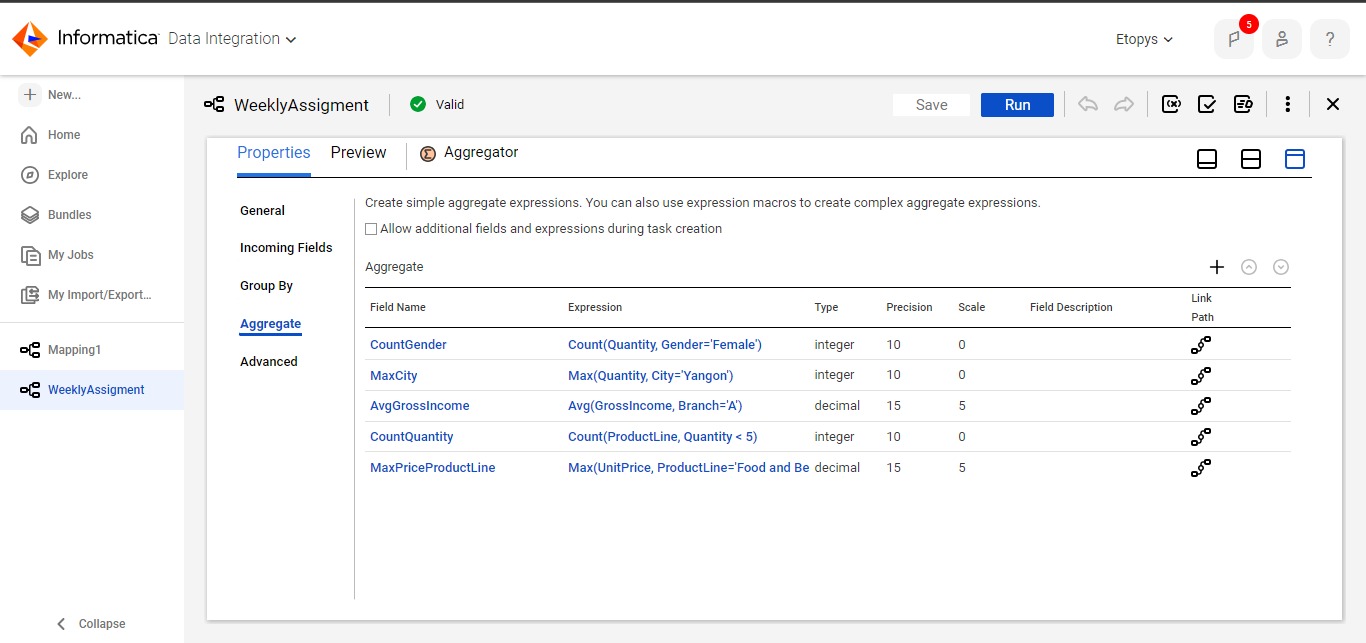 Informatica Data Integration
Etopys
5
?
New...
Home
Explore
Bundles
My Jobs
My Import/Export...
Mapping1
WeeklyAssigment
Collapse
WeeklyAssigment
Valid
Save
Run
Properties
Preview
Aggregator
General
Incoming Fields
Group By
Aggregate
Advanced
Create simple aggregate expressions. You can also use expression macros to create complex aggregate expressions.
Allow additional fields and expressions during task creation
Aggregate
Field Name Expression Type Precision Scale Field Description Link Path
CountGender Count(Quantity, Gender='Female') integer 10 0
MaxCity Max(Quantity, City='Yangon') integer 10 0
AvgGrossIncome Avg(GrossIncome, Branch='A') decimal 15 5
CountQuantity Count(ProductLine, Quantity < 5) integer 10 0
MaxPriceProductLine Max(UnitPrice, ProductLine='Food and Be decimal 15 5